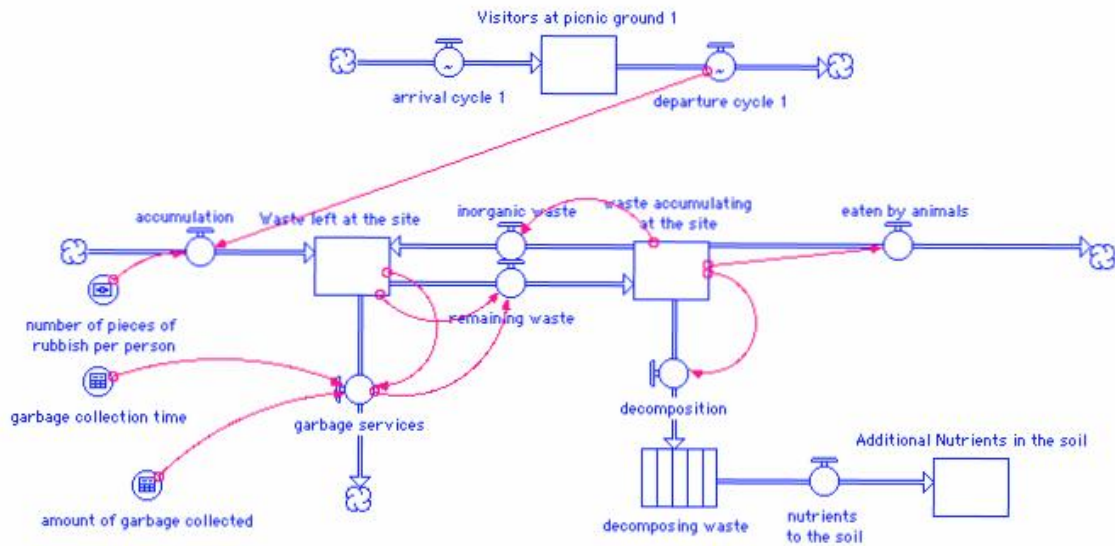 Visitors at picnic ground 1
arrival cycle 1
departure cycle 1
accumulation
Waste left at the site
inorganic waste
waste accumulating
at the site
eaten by animals
remaining waste
number of pieces of
rubbish per person
garbage collection time
garbage services
decomposition
Additional Nutrients in the soil
amount of garbage collected
decomposing waste
nutrients
to the soil